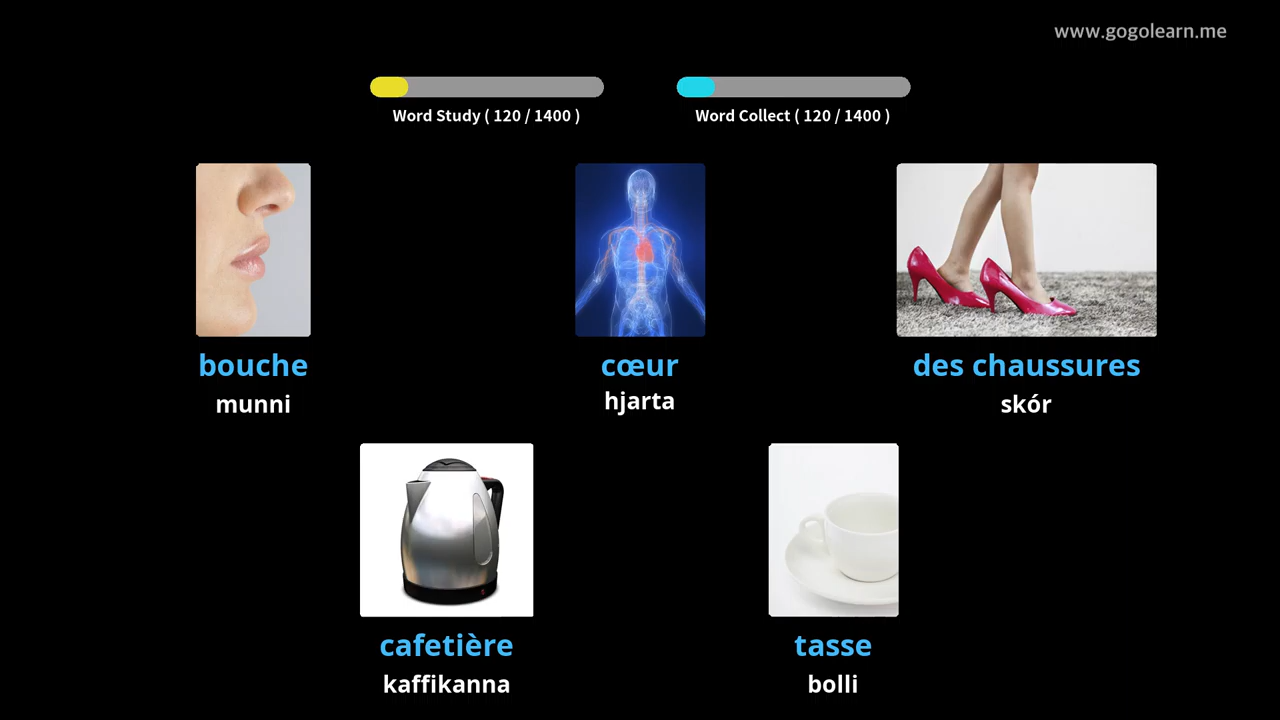 www.gogolearn.me
Word Study ( 120 / 1400 )
Word Collect ( 120 / 1400 )
bouche
munni
cœur
hjarta
des chaussures
skór
cafetière
kaffikanna
tasse
bolli